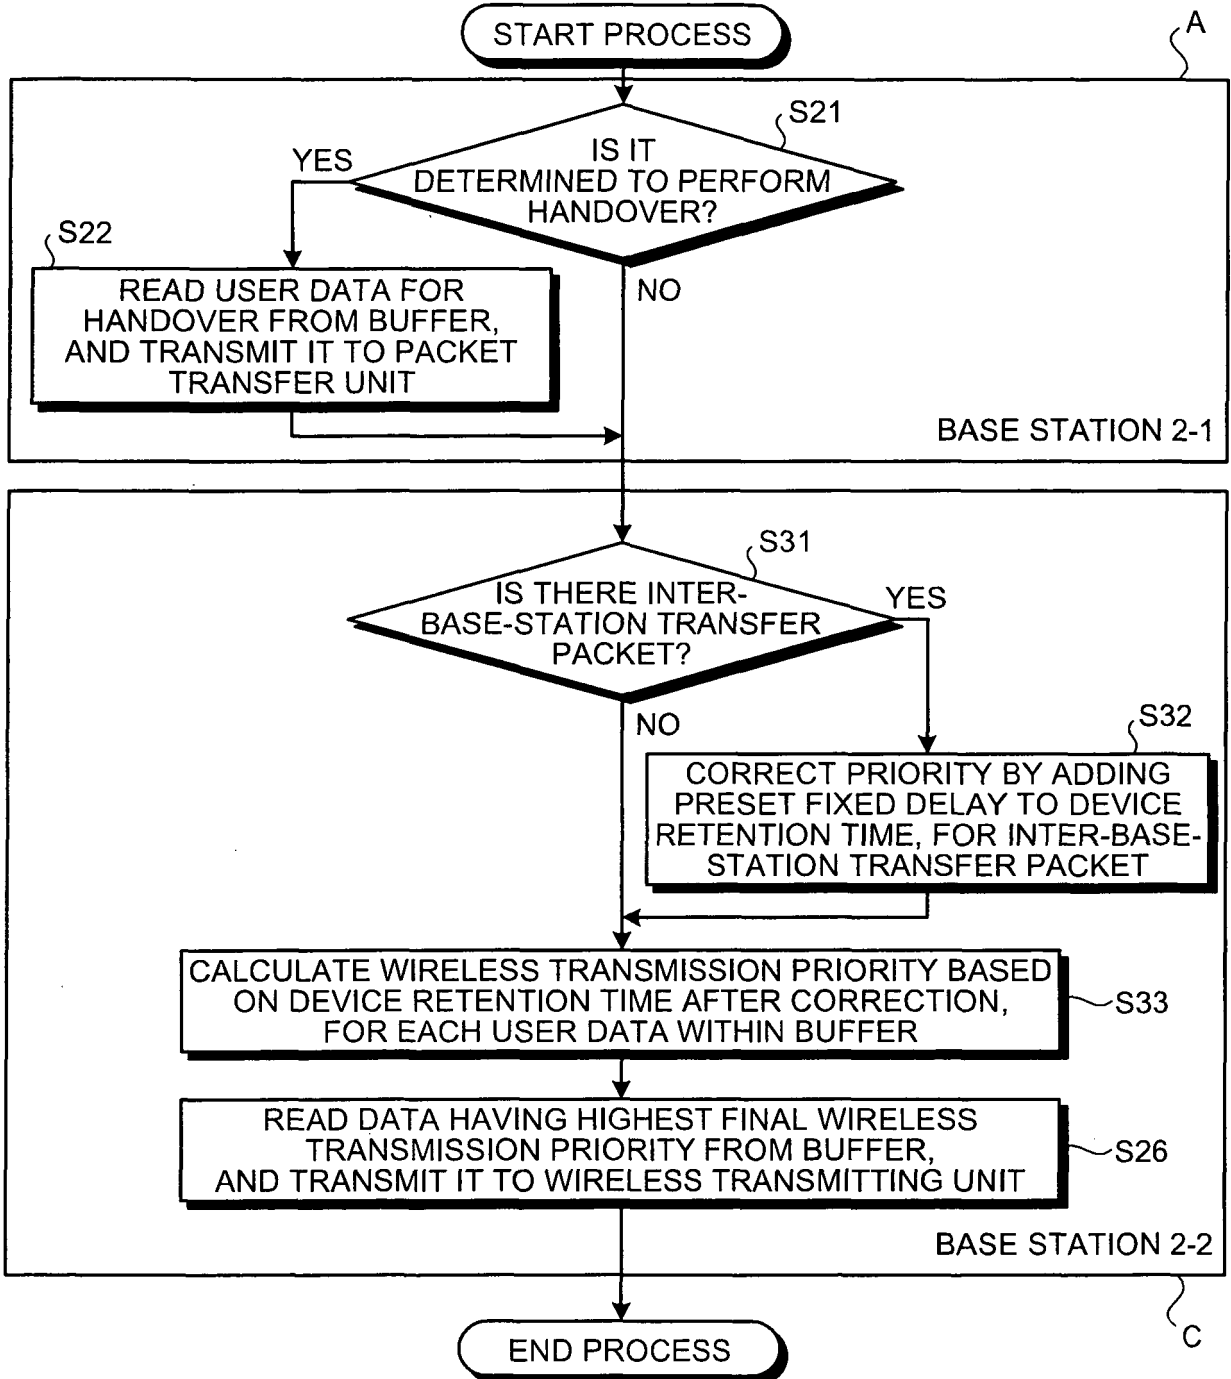 START PROCESS
A
S21
IS IT
DETERMINED TO PERFORM
HANDOVER?
YES
S22
READ USER DATA FOR
HANDOVER FROM BUFFER,
AND TRANSMIT IT TO PACKET
TRANSFER UNIT
NO
BASE STATION 2-1
S31
IS THERE INTER-
BASE-STATION TRANSFER
PACKET?
YES
NO
S32
CORRECT PRIORITY BY ADDING
PRESET FIXED DELAY TO DEVICE
RETENTION TIME, FOR INTER-BASE-
STATION TRANSFER PACKET
CALCULATE WIRELESS TRANSMISSION PRIORITY BASED
ON DEVICE RETENTION TIME AFTER CORRECTION,
FOR EACH USER DATA WITHIN BUFFER
S33
READ DATA HAVING HIGHEST FINAL WIRELESS
TRANSMISSION PRIORITY FROM BUFFER,
AND TRANSMIT IT TO WIRELESS TRANSMITTING UNIT
S26
BASE STATION 2-2
C
END PROCESS